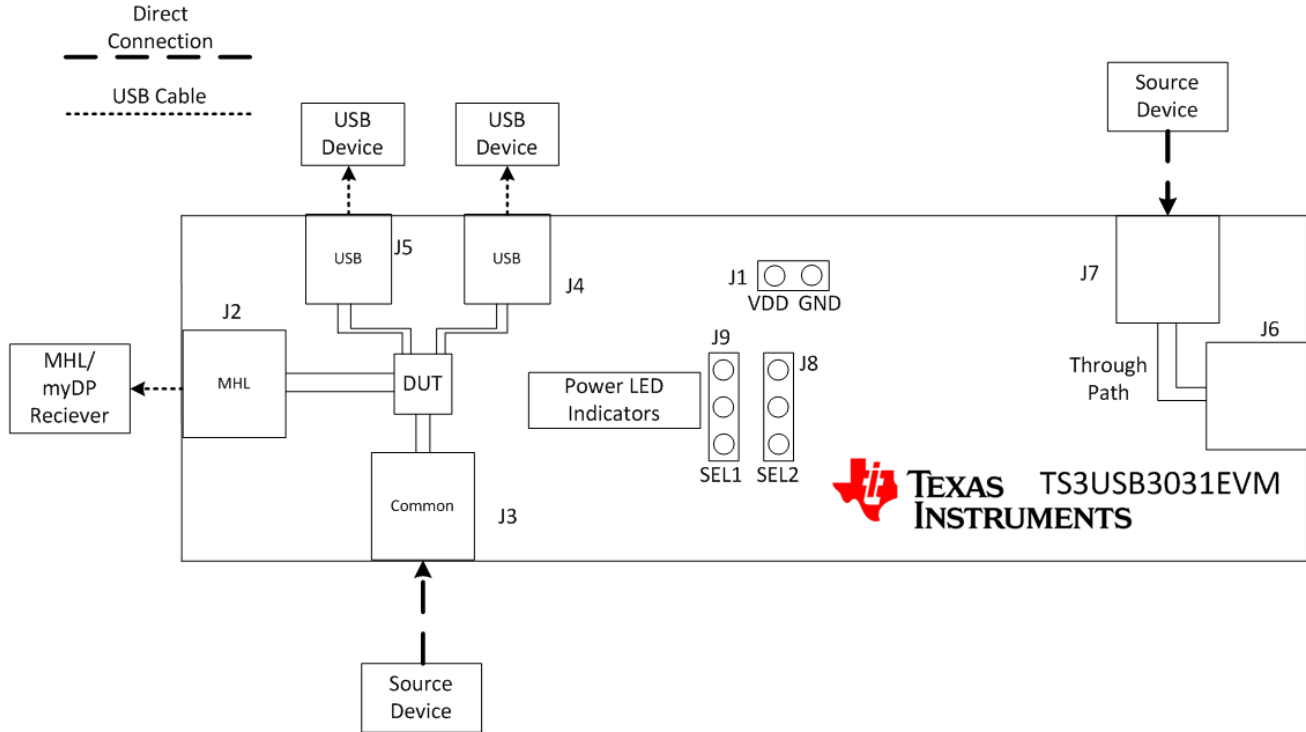 Direct
Connection
USB Cable
USB
Device
USB
Device
Source
Device
USB
J5
USB
J4
J1
VDD GND
J7
J2
MHL
MHL/
myDP
Reciever
DUT
Power LED
Indicators
J9
J8
SEL1 SEL2
Through
Path
J6
Common
J3
TEXAS
INSTRUMENTS
TS3USB3031EVM
Source
Device